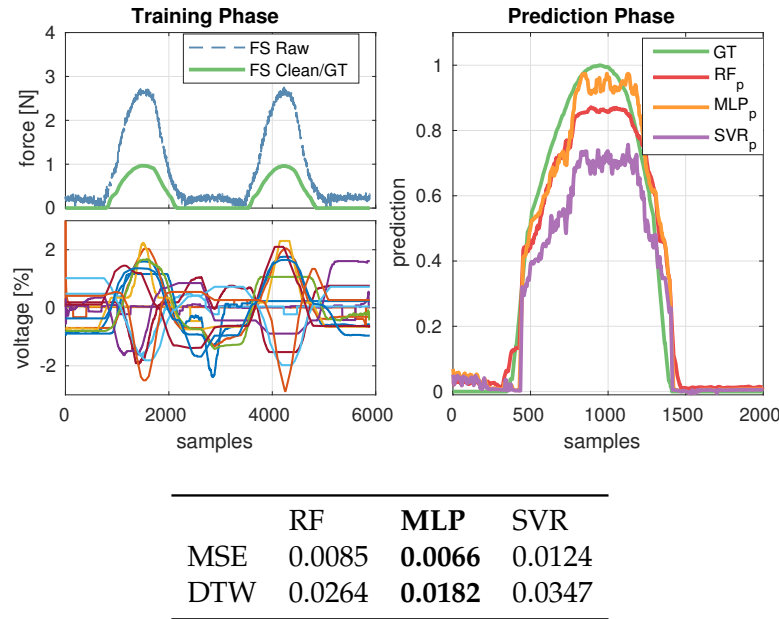 Training Phase
Prediction Phase
4
3
2
1
0
force [N]
FS Raw
FS Clean/GT
2
0
-2
voltage [%]
0
2000
4000
6000
samples
1
0.8
0.6
0.4
0.2
0
prediction
GT
RF_p
MLP_p
SVR_p
0
500
1000
1500
2000
samples
RF MLP SVR
MSE 0.0085 0.0066 0.0124
DTW 0.0264 0.0182 0.0347